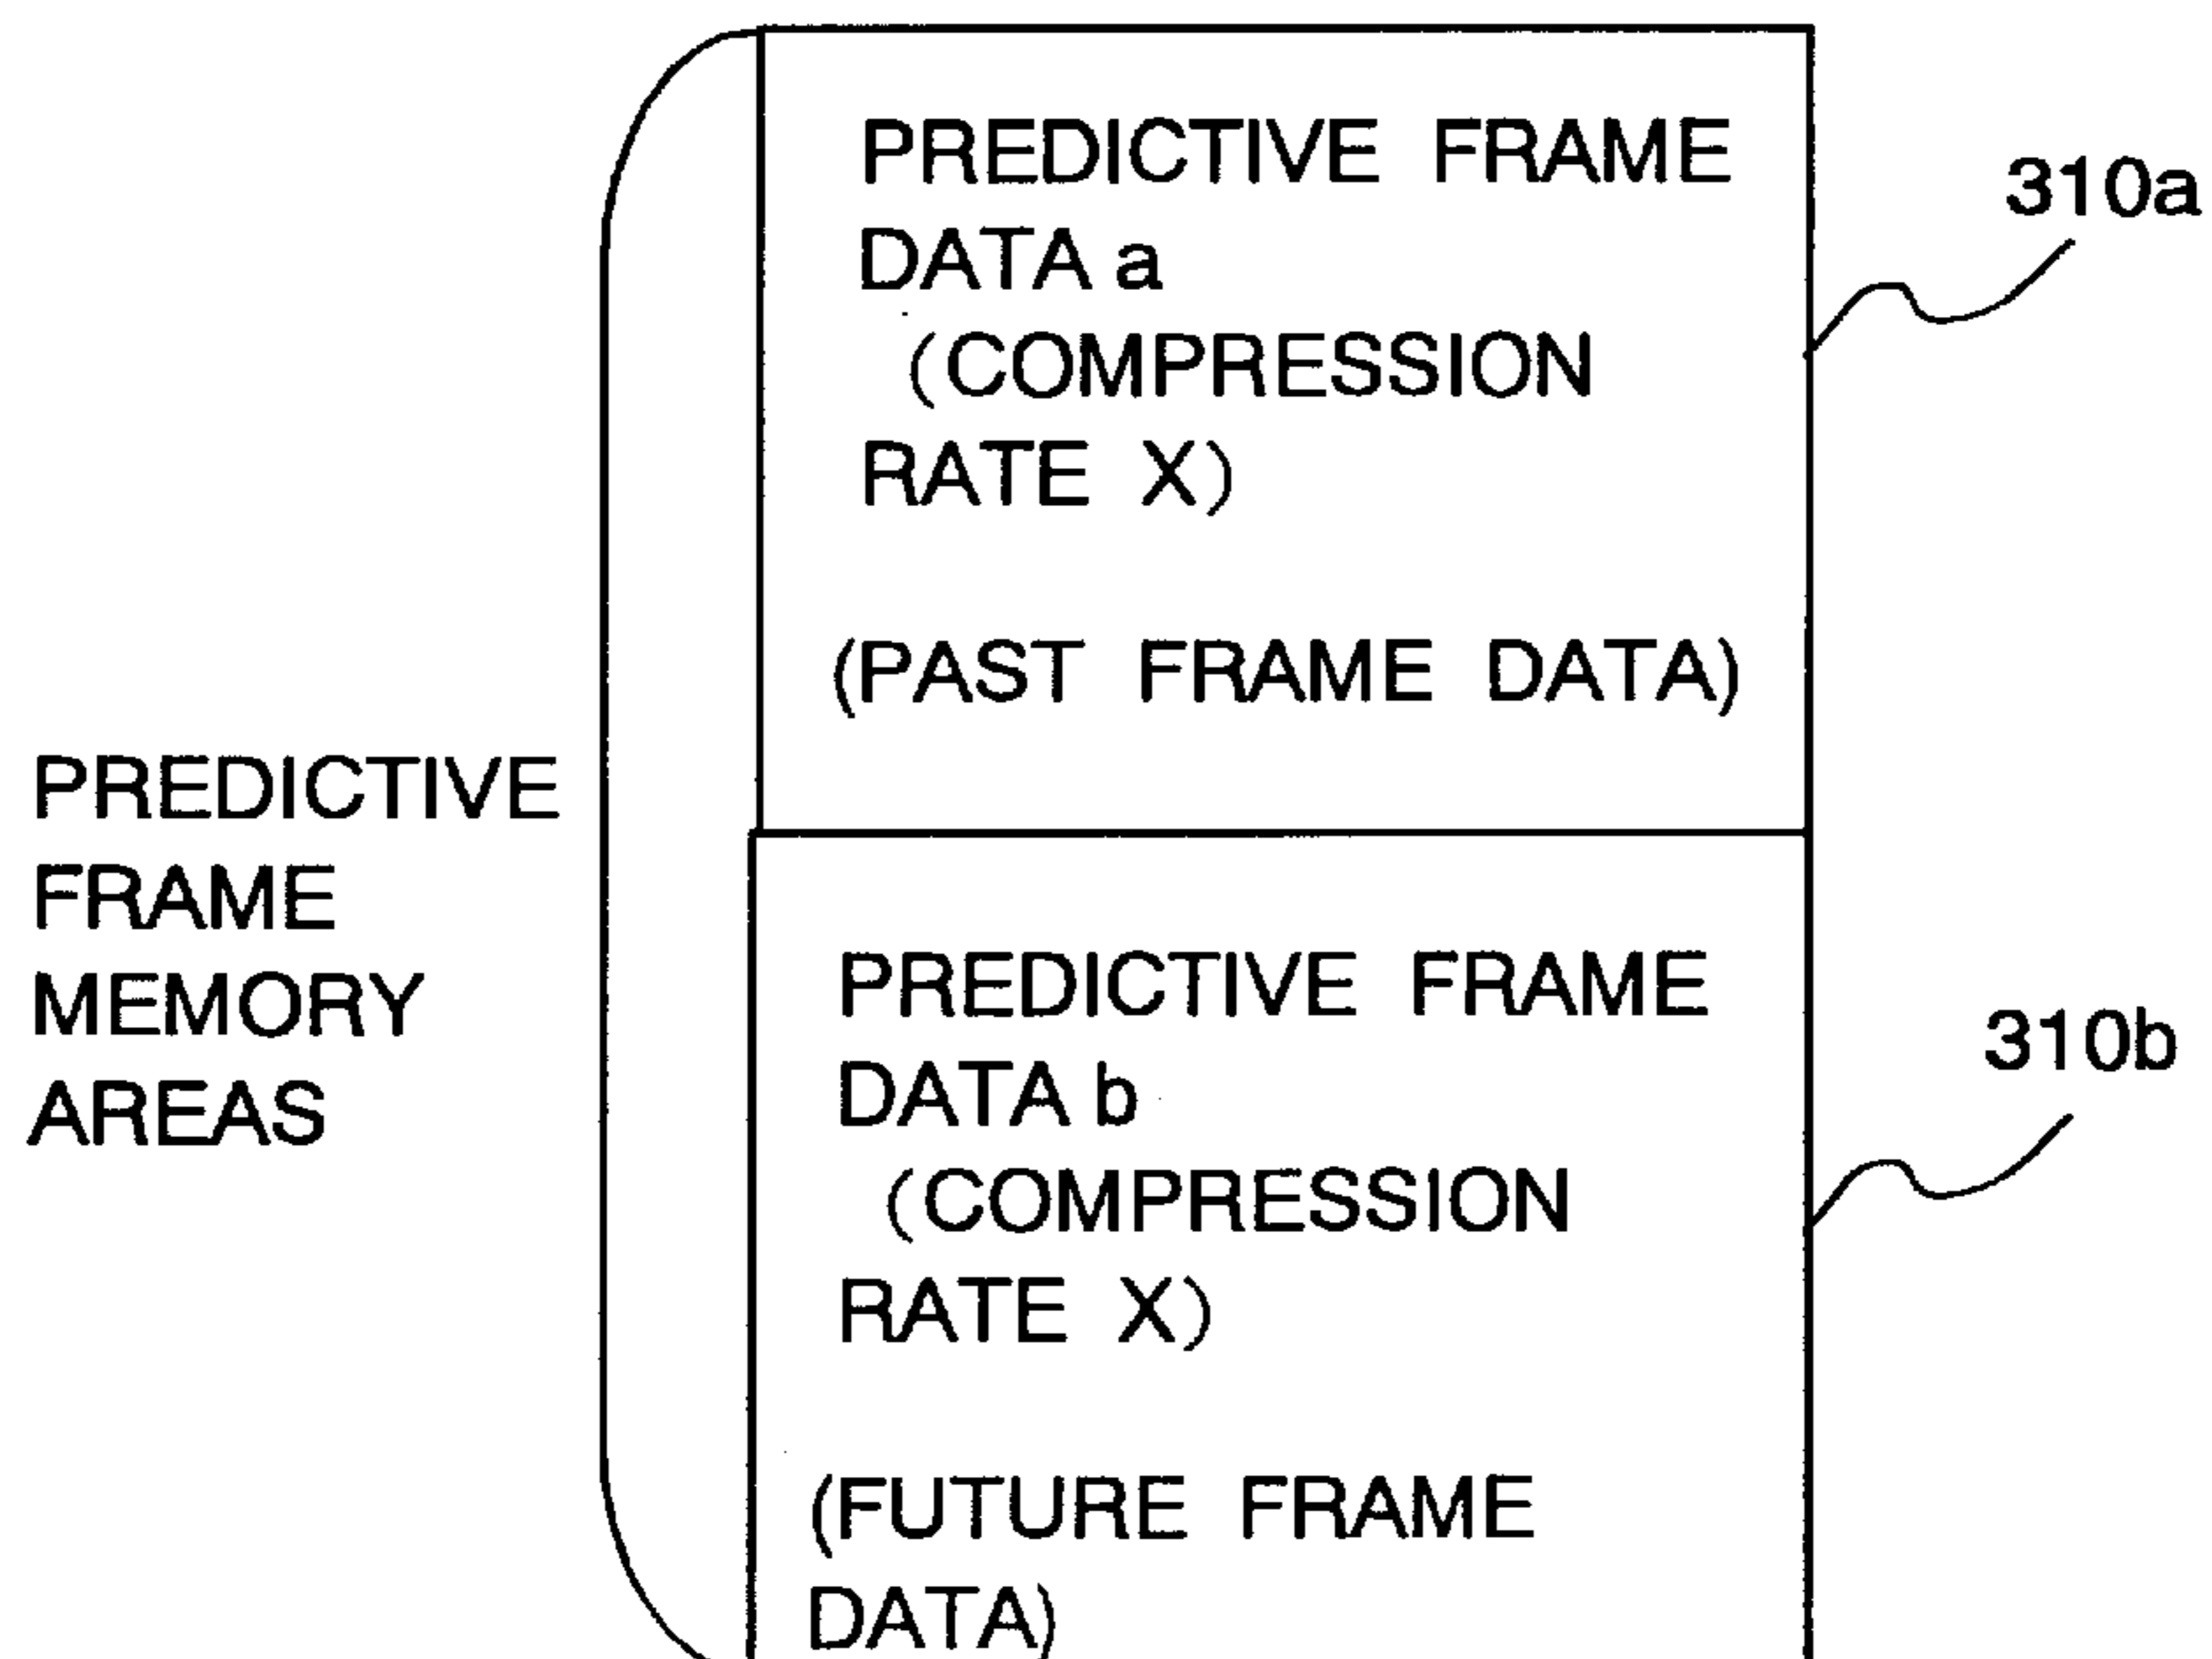 PREDICTIVE FRAME
DATA a
(COMPRESSION
RATE X)
(PAST FRAME DATA)
310a
PREDICTIVE
FRAME
MEMORY
AREAS
PREDICTIVE FRAME
DATA b
(COMPRESSION
RATE X)
(FUTURE FRAME
DATA)
310b